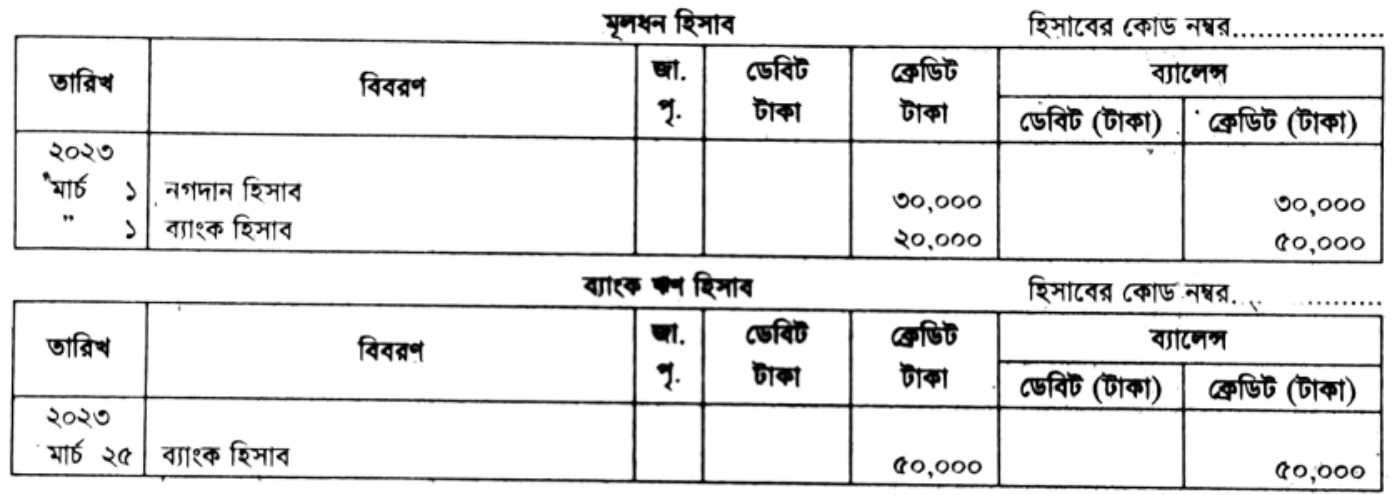 মূলধন হিসাব হিসাবের কোড নম্বর..................
তারিখ বিবরণ জা. পৃ. ডেবিট টাকা ক্রেডিট টাকা ব্যালেন্স
ডেবিট (টাকা) ক্রেডিট (টাকা)
২০২৩
মার্চ ১ নগদান হিসাব ৩০,০০০ ৩০,০০০
" ১ ব্যাংক হিসাব ২০,০০০ ৫০,০০০
ব্যাংক ঋণ হিসাব হিসাবের কোড নম্বর..................
তারিখ বিবরণ জা. পৃ. ডেবিট টাকা ক্রেডিট টাকা ব্যালেন্স
ডেবিট (টাকা) ক্রেডিট (টাকা)
২০২৩
মার্চ ২৫ ব্যাংক হিসাব ৫০,০০০ ৫০,০০০